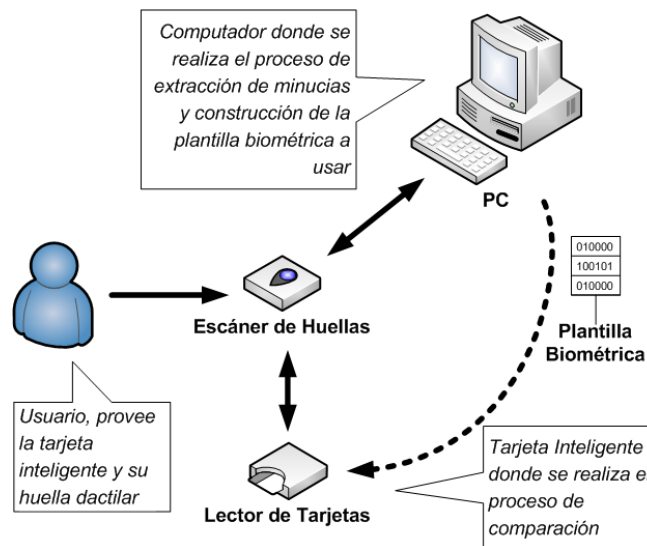 Computador donde se
realiza el proceso de
extracción de minucias
y construcción de la
plantilla biométrica a
usar
PC
010000
100101
010000
Plantilla
Biométrica
Escáner de Huellas
Usuario, provee
la tarjeta
inteligente y su
huella dactilar
Lector de Tarjetas
Tarjeta Inteligente
donde se realiza e
proceso de
comparación